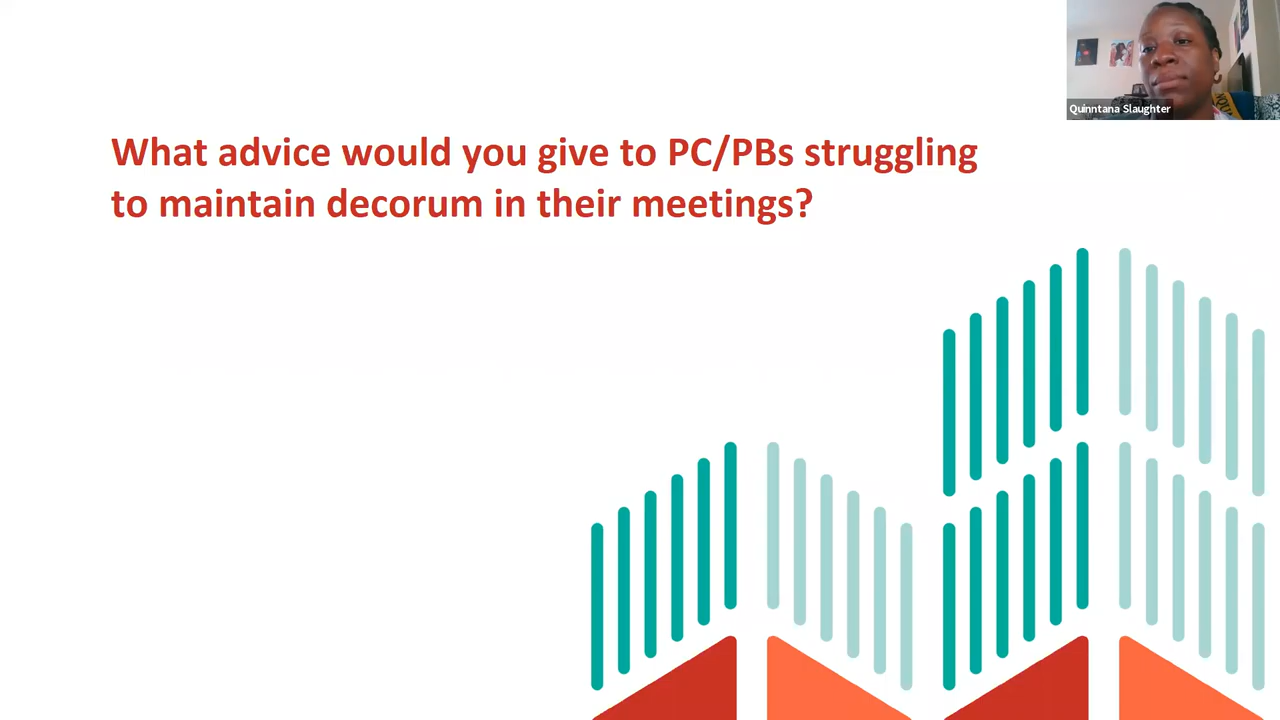 Quinntana Slaughter
What advice would you give to PC/PBs struggling
to maintain decorum in their meetings?